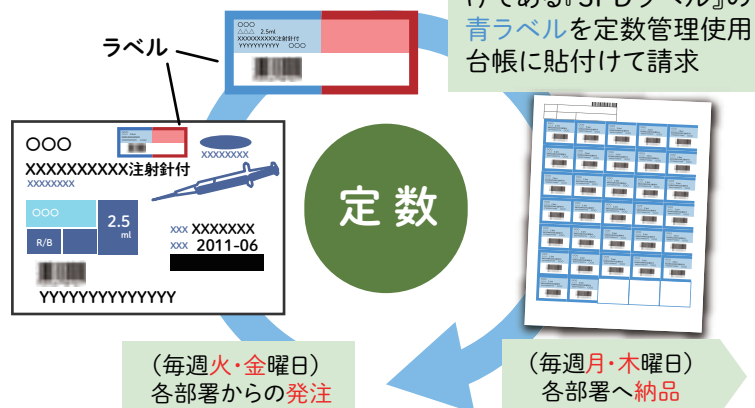 けてある『SPDラベル』の
青ラベルを定数管理使用
台帳に貼付けて請求
ラベル
○○○
△△△ 2.5ml
XXXXXXXXXX注射針付
YYYYYYYYYY ○○○
○○○
XXXXXXXXXX注射針付
XXXXXXXX
XXXXXXXX
○○○
2.5
ml
R/B
XXX XXXXXXX
XXX 2011-06
YYYYYYYYYYYYYYY
定数
(毎週火・金曜日)
各部署からの発注
(毎週月・木曜日)
各部署へ納品